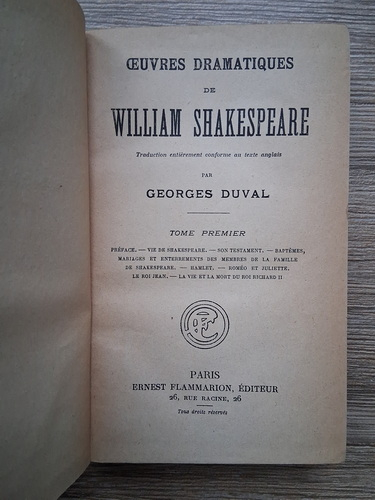 ŒUVRES DRAMATIQUES
DE
WILLIAM SHAKESPEARE
Traduction entièrement conforme au texte anglais
PAR
GEORGES DUVAL
TOME PREMIER
PRÉFACE. — VIE DE SHAKESPEARE. — SON TESTAMENT. — BAPTÊMES,
MARIAGES ET ENTERREMENTS DES MEMBRES DE LA FAMILLE
DE SHAKESPEARE. — HAMLET. — ROMÉO ET JULIETTE.
LE ROI JEAN. — LA VIE ET LA MORT DU ROI RICHARD II
PARIS
ERNEST FLAMMARION, ÉDITEUR
26, RUE RACINE, 26
Tous droits réservés